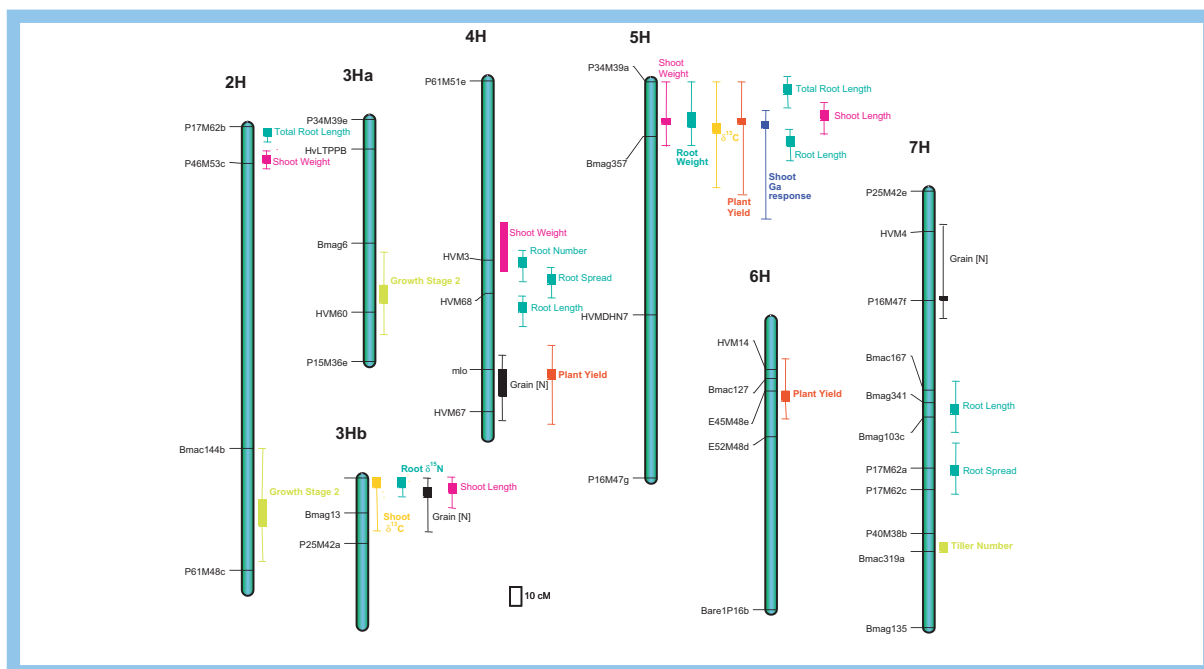 2H
P17M62b
Total Root Length
P46M53c
Shoot Weight
Bmac144b
Growth Stage 2
P61M48c
3Ha
P34M39e
HvLTPPB
Bmag6
Growth Stage 2
HVM60
P15M36e
3Hb
Root δ¹⁵N
Shoot Length
Bmag13
Shoot
δ¹³C
Grain [N]
P25M42a
4H
P61M51e
Shoot Weight
HVM3
Root Number
Root Spread
HVM68
Root Length
mlo
Grain [N]
Plant Yield
HVM67
10 cM
5H
P34M39a
Shoot
Weight
Total Root Length
Shoot Length
δ¹³C
Bmag357
Root
Weight
Root Length
Shoot
Ga
response
Plant
Yield
HVMDHN7
P16M47g
6H
HVM14
Bmac127
Plant Yield
E45M48e
E52M48d
Bare1P16b
7H
P25M42e
HVM4
Grain [N]
P16M47f
Bmac167
Bmag341
Root Length
Bmag103c
P17M62a
Root Spread
P17M62c
P40M38b
Tiller Number
Bmac319a
Bmag135